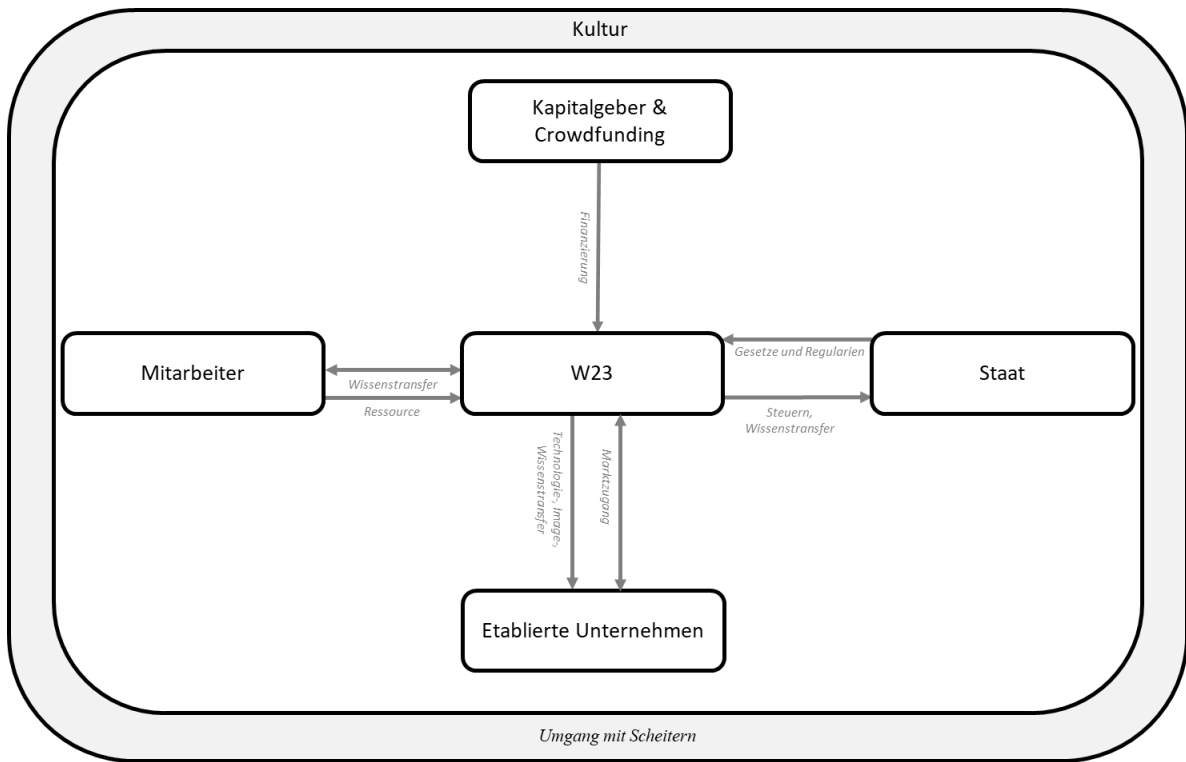 Kultur
Kapitalgeber &
Crowdfunding
Finanzierung
Mitarbeiter
Wissenstransfer
Ressource
W23
Gesetze und Regularien
Steuern,
Wissenstransfer
Staat
Technologie-, Image-,
Wissenstransfer
Marktzugang
Etablierte Unternehmen
Umgang mit Scheitern